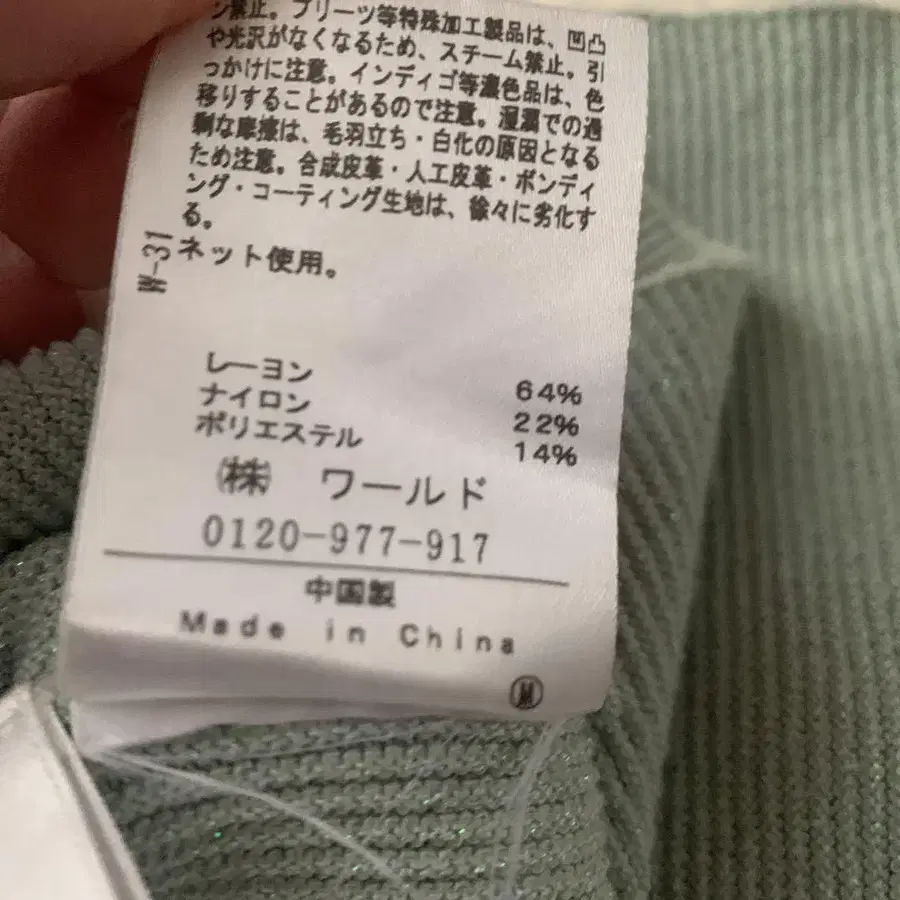 ン禁止。プリーツ等特殊加工製品は、凹凸
や光沢がなくなるため、スチーム禁止。引
っかけに注意。インディゴ等濃色品は、色
移りすることがあるので注意。湿潤での過
剰な摩擦は、毛羽立ち・白化の原因となる
ため注意。合成皮革・人工皮革・ボンディ
ング・コーティング生地は、徐々に劣化す
る。
ネット使用。
W-31
レーヨン 64%
ナイロン 22%
ポリエステル 14%
㈱ ワールド
0120-977-917
中国製
Made in China
Ⓜ